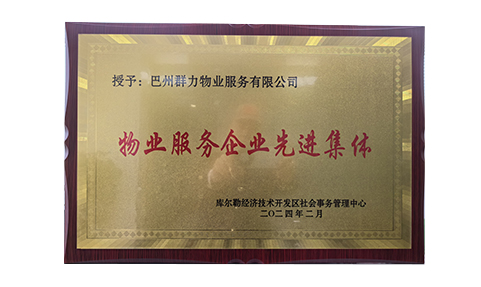 授予：巴州群力物业服务有限公司
物业服务企业先进集体
库尔勒经济技术开发区社会事务管理中心
二〇二四年二月